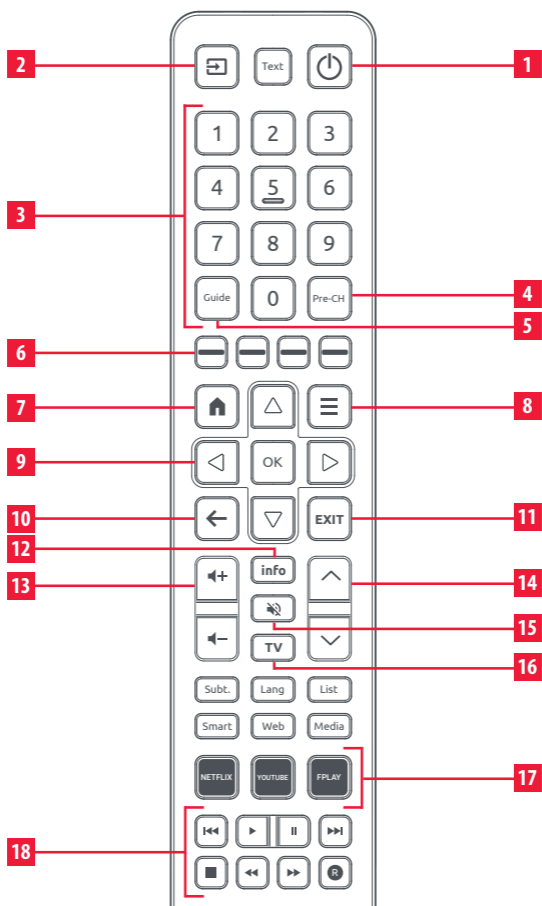 2 Text 1
1 2 3
4 5 6
3
7 8 9
Guide 0 Pre-CH 4
5
6
7 8
9 OK
10 EXIT 11
12 info
13 14
15
TV 16
Subt. Lang List
Smart Web Media
NETFLIX YOUTUBE FPLAY 17
18
R